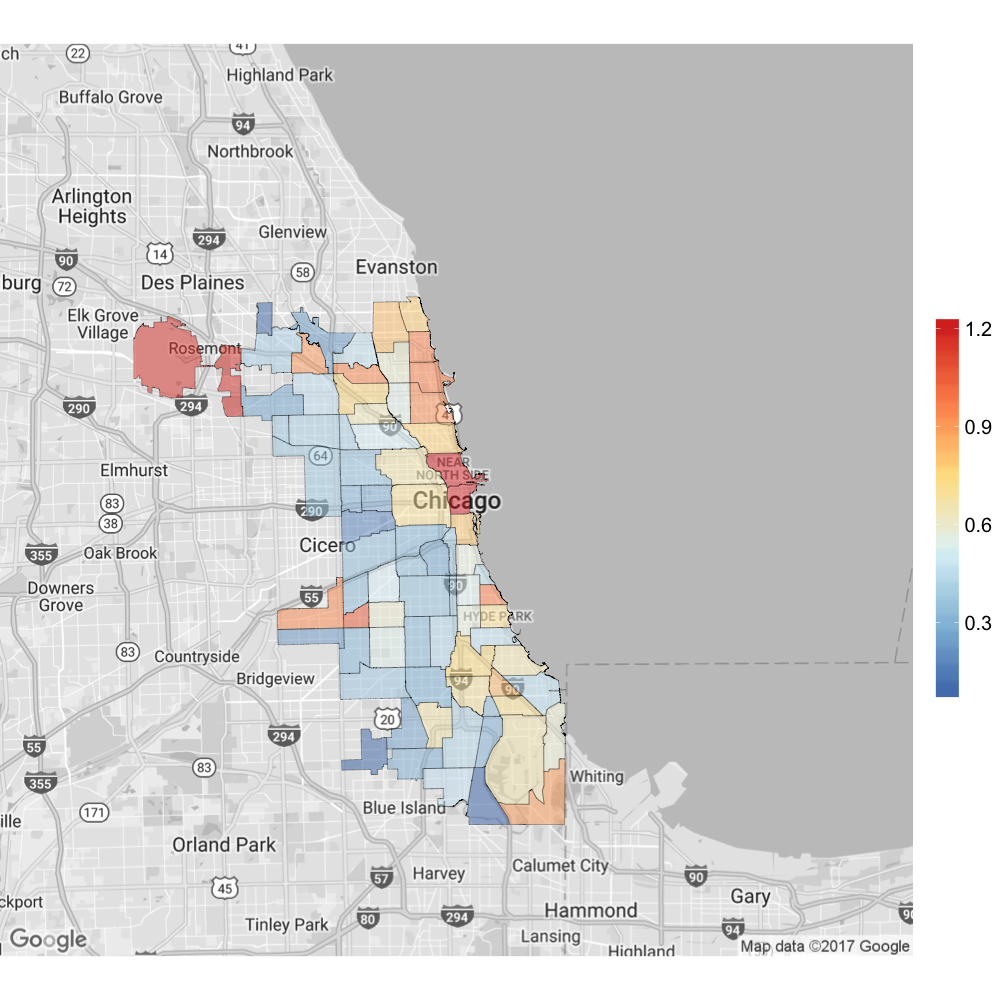 ch
22
41
Highland Park
Buffalo Grove
94
Northbrook
Arlington
Heights
294
Glenview
14
90
58
Evanston
burg
72
Des Plaines
Elk Grove
Village
Rosemont
1.2
290
294
41
90
0.9
64
NEAR
NORTH SIDE
Elmhurst
Chicago
83
290
38
0.6
355
Oak Brook
Cicero
Downers
Grove
55
90
HYDE PARK
0.3
83
Countryside
Bridgeview
94
90
20
55
294
83
Whiting
355
Blue Island
171
ille
Orland Park
Calumet City
57
Harvey
90
45
Gary
ckport
80
294
Hammond
90
Tinley Park
94
Lansing
Google
Map data ©2017 Google
Highland